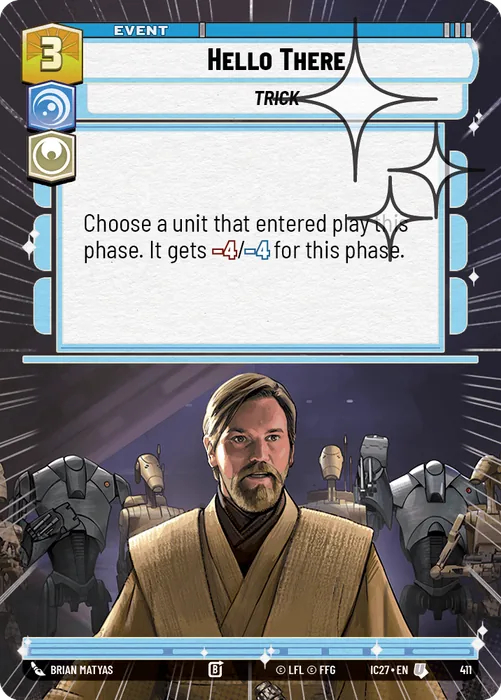 EVENT
3
HELLO THERE
TRICK
Choose a unit that entered play this
phase. It gets -4/-4 for this phase.
BRIAN MATYAS
B
© LFL © FFG
IC27 • EN
411